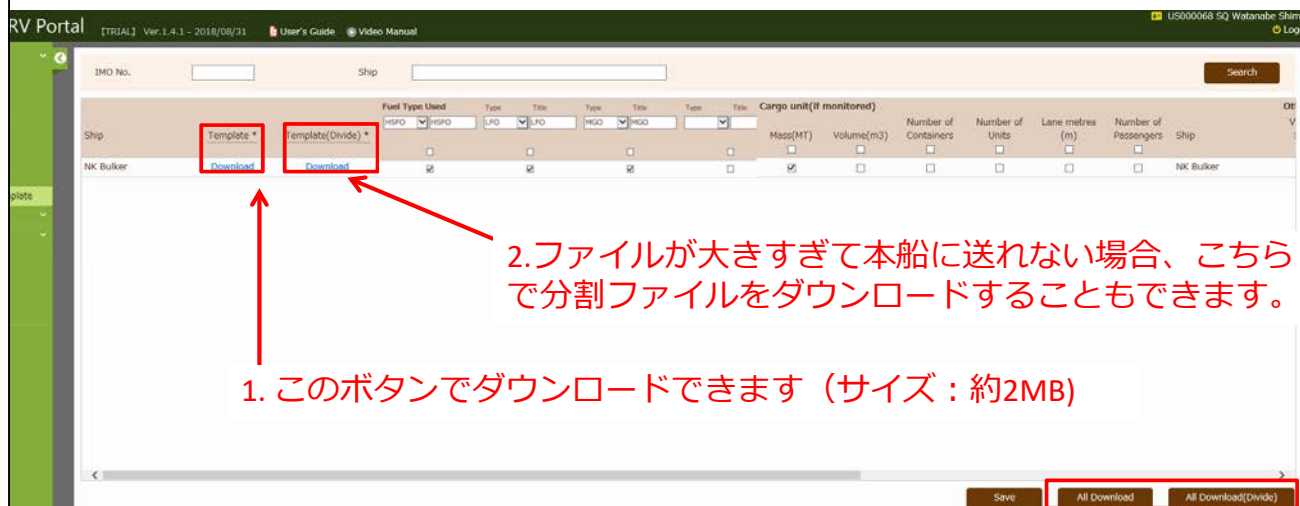 RV Portal 【TRIAL】 Ver.1.4.1 - 2018/08/31 User's Guide Video Manual US000068 SQ Watanabe Shim
Log
IMO No. Ship Search
Fuel Type Used Type Title Type Title Type Title Cargo unit(if monitored) Ot
HSFO HSFO LFO LFO MGO MGO
Ship Template * Template(Divide) * Mass(MT) Volume(m3) Number of Containers Number of Units Lane metres (m) Number of Passengers Ship V
NK Bulker Download Download NK Bulker
plate
2.ファイルが大きすぎて本船に送れない場合、こちら
で分割ファイルをダウンロードすることもできます。
1. このボタンでダウンロードできます（サイズ：約2MB)
Save All Download All Download(Divide)